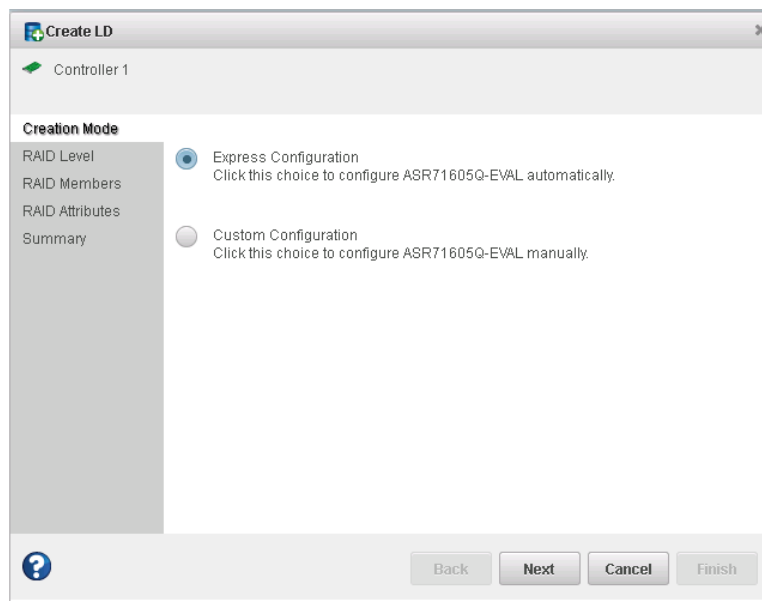 Create LD
Controller 1
Creation Mode
RAID Level
RAID Members
RAID Attributes
Summary
Express Configuration
Click this choice to configure ASR71605Q-EVAL automatically.
Custom Configuration
Click this choice to configure ASR71605Q-EVAL manually.
?
Back
Next
Cancel
Finish